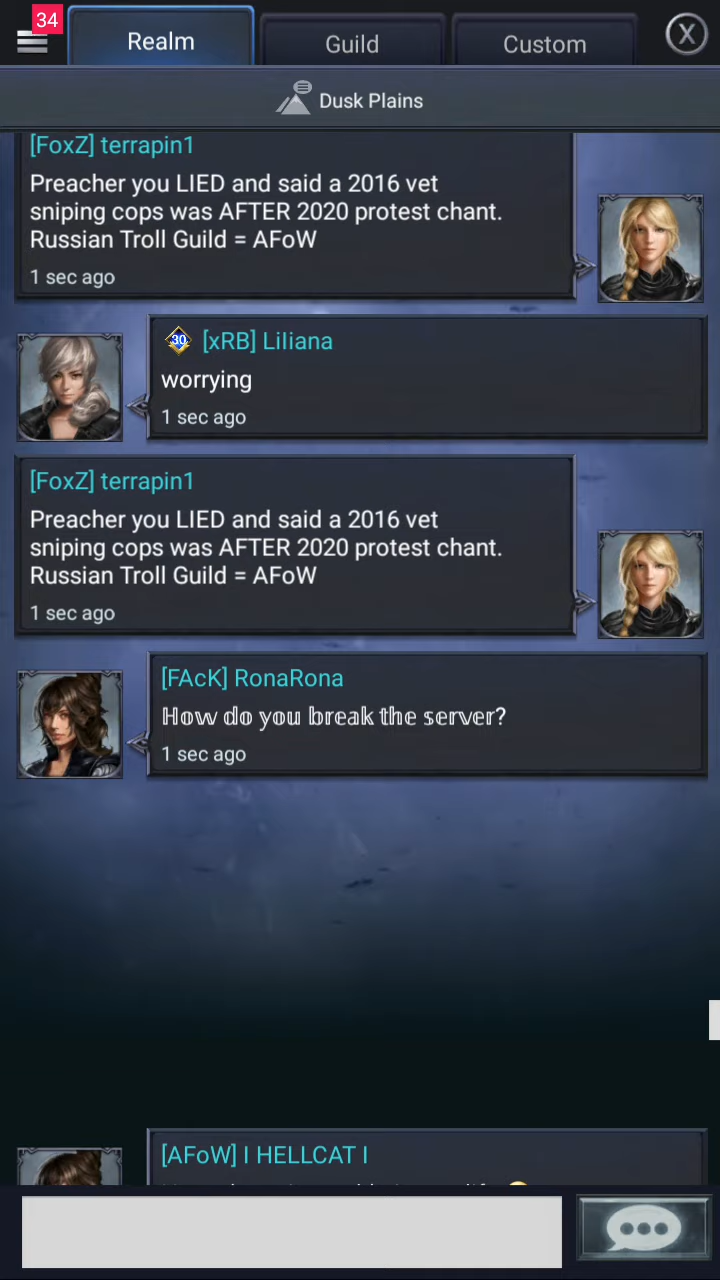 34
Realm
Guild
Custom
X
Dusk Plains
[FoxZ] terrapin1
Preacher you LIED and said a 2016 vet
sniping cops was AFTER 2020 protest chant.
Russian Troll Guild = AFoW
1 sec ago
30 [xRB] Liliana
worrying
1 sec ago
[FoxZ] terrapin1
Preacher you LIED and said a 2016 vet
sniping cops was AFTER 2020 protest chant.
Russian Troll Guild = AFoW
1 sec ago
[FAcK] RonaRona
ℍ𝕠𝕨 𝕕𝕠 𝕪𝕠𝕦 𝕓𝕣𝕖𝕒𝕜 𝕥𝕙𝕖 𝕤𝕖𝕣𝕧𝕖𝕣?
1 sec ago
[AFoW] I HELLCAT I